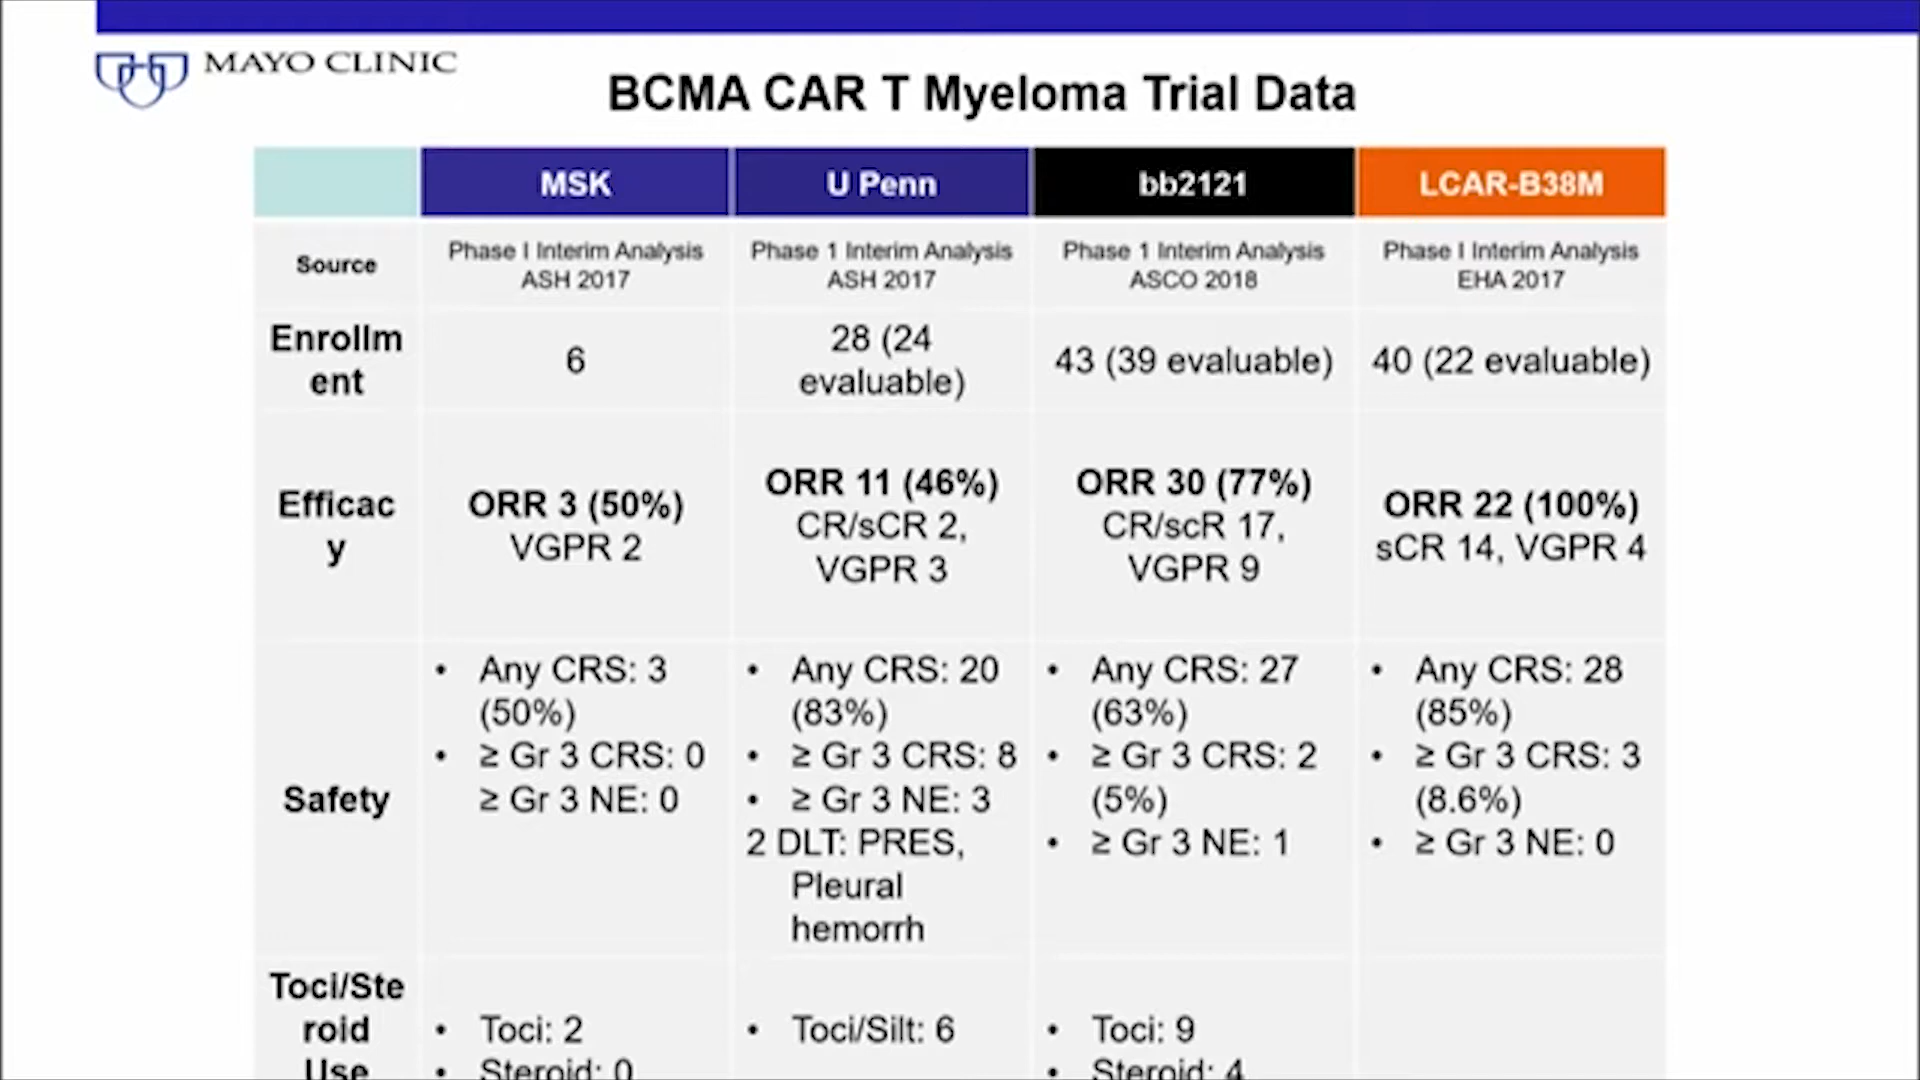 MAYO CLINIC
BCMA CAR T Myeloma Trial Data
MSK
U Penn
bb2121
LCAR-B38M
Source
Phase I Interim Analysis
ASH 2017
Phase 1 Interim Analysis
ASH 2017
Phase 1 Interim Analysis
ASCO 2018
Phase I Interim Analysis
EHA 2017
Enrollm
ent
6
28 (24
evaluable)
43 (39 evaluable)
40 (22 evaluable)
Efficac
y
ORR 3 (50%)
VGPR 2
ORR 11 (46%)
CR/sCR 2,
VGPR 3
ORR 30 (77%)
CR/scR 17,
VGPR 9
ORR 22 (100%)
sCR 14, VGPR 4
Safety
• Any CRS: 3
(50%)
• ≥ Gr 3 CRS: 0
≥ Gr 3 NE: 0
• Any CRS: 20
(83%)
• ≥ Gr 3 CRS: 8
• ≥ Gr 3 NE: 3
2 DLT: PRES,
Pleural
hemorrh
• Any CRS: 27
(63%)
• ≥ Gr 3 CRS: 2
(5%)
• ≥ Gr 3 NE: 1
• Any CRS: 28
(85%)
• ≥ Gr 3 CRS: 3
(8.6%)
• ≥ Gr 3 NE: 0
Toci/Ste
roid
Use
• Toci: 2
• Steroid: 0
• Toci/Silt: 6
• Toci: 9
• Steroid: 4